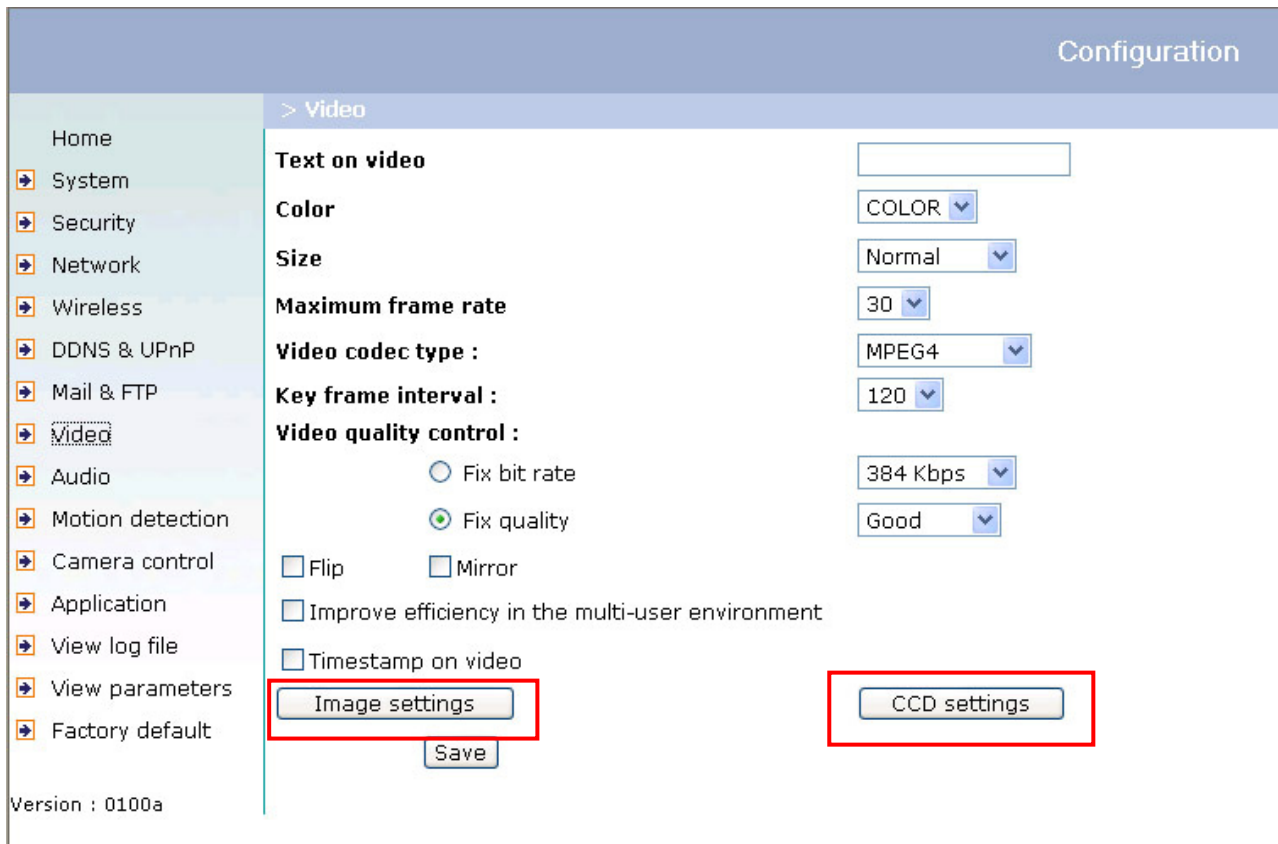 Configuration
> Video
Home
System
Security
Network
Wireless
DDNS & UPnP
Mail & FTP
Video
Audio
Motion detection
Camera control
Application
View log file
View parameters
Factory default
Version : 0100a
Text on video
Color COLOR
Size Normal
Maximum frame rate 30
Video codec type : MPEG4
Key frame interval : 120
Video quality control :
Fix bit rate 384 Kbps
Fix quality Good
Flip Mirror
Improve efficiency in the multi-user environment
Timestamp on video
Image settings CCD settings
Save